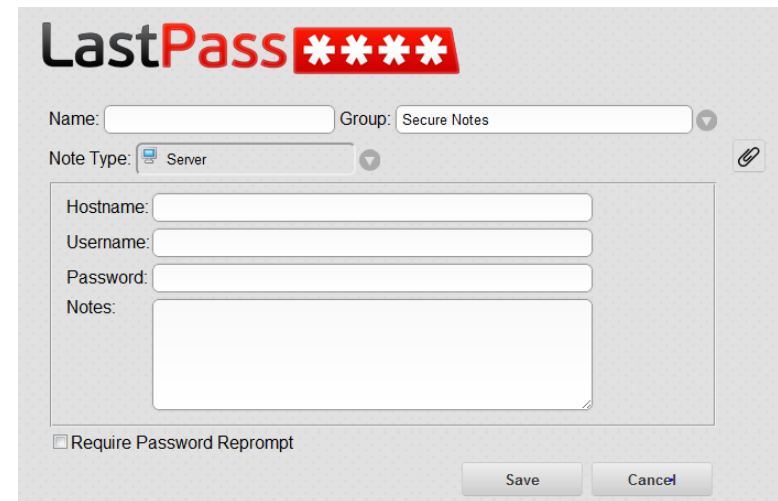 LastPass ****
Name: Group: Secure Notes
Note Type: Server
Hostname:
Username:
Password:
Notes:
Require Password Reprompt
Save Cancel